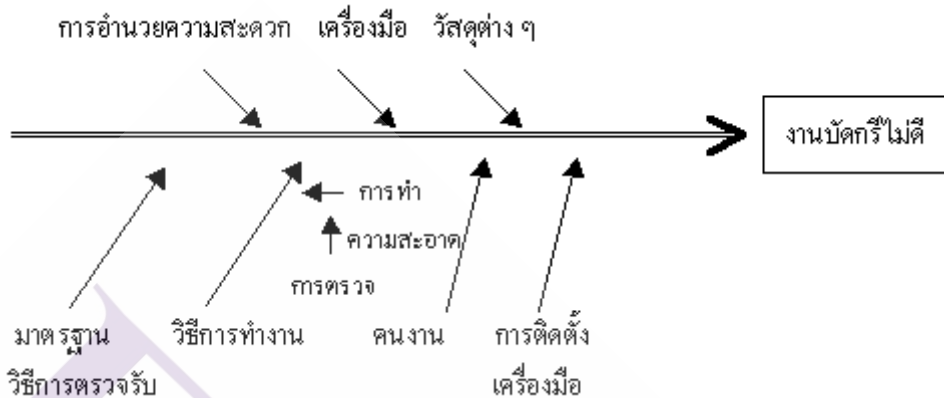 การอำนวยความสะดวก เครื่องมือ วัสดุต่าง ๆ
งานบัดกรีไม่ดี
การทำ
ความสะอาด
การตรวจ
มาตรฐาน วิธีการทำงาน คนงาน การติดตั้ง
วิธีการตรวจรับ เครื่องมือ